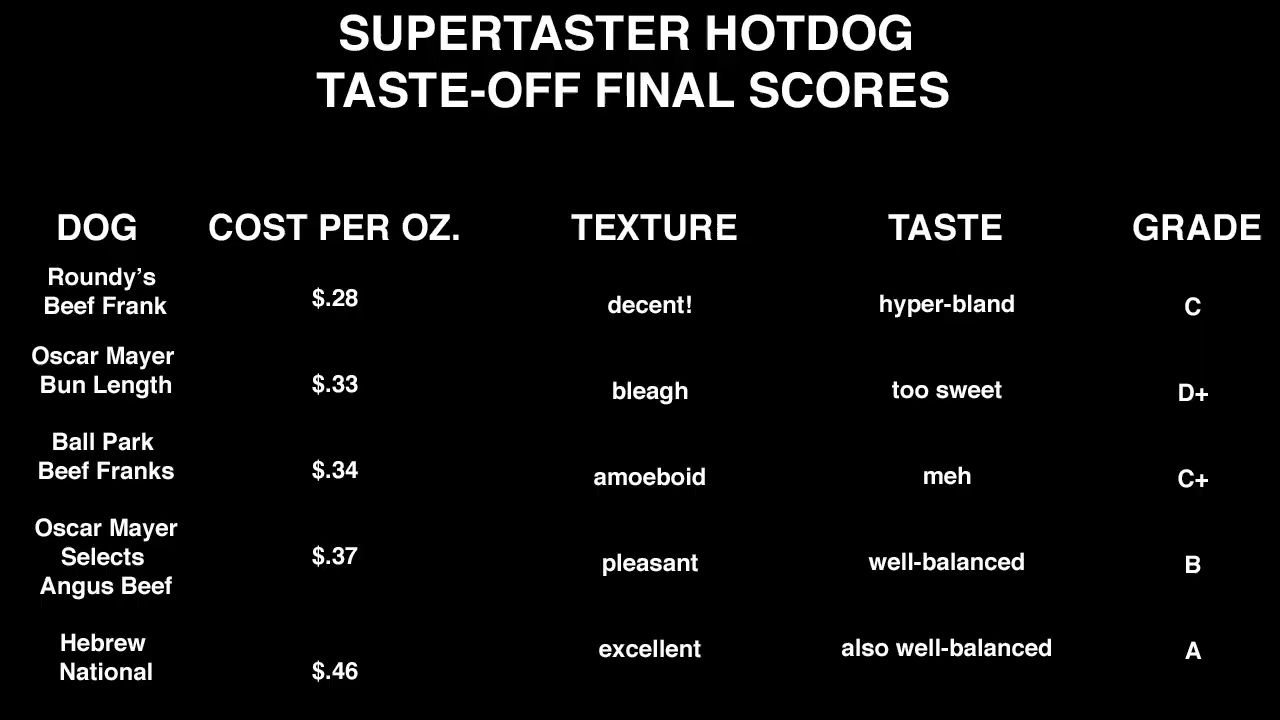 SUPERTASTER HOTDOG
TASTE-OFF FINAL SCORES
DOG COST PER OZ. TEXTURE TASTE GRADE
Roundy's
Beef Frank $.28 decent! hyper-bland C
Oscar Mayer
Bun Length $.33 bleagh too sweet D+
Ball Park
Beef Franks $.34 amoeboid meh C+
Oscar Mayer
Selects $.37 pleasant well-balanced B
Angus Beef
Hebrew excellent also well-balanced A
National $.46